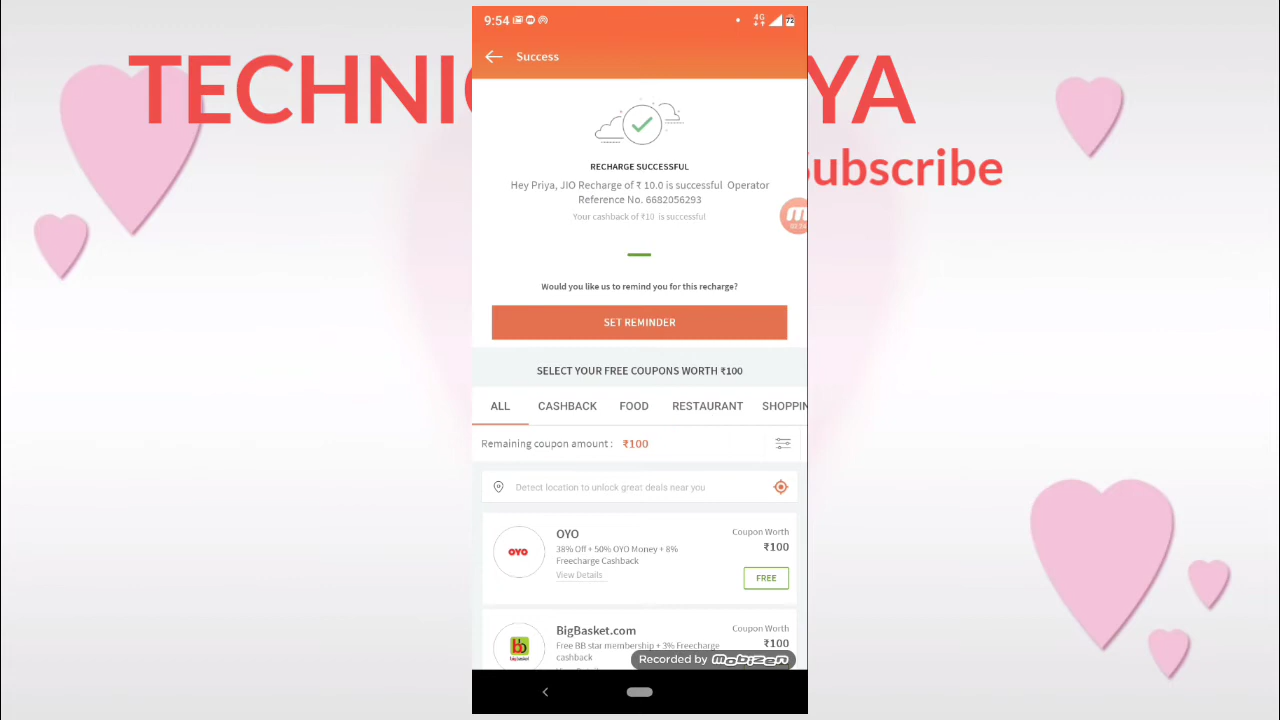 TECHNI YA
ubscribe
9:54
4G
72
Success
RECHARGE SUCCESSFUL
Hey Priya, JIO Recharge of ₹ 10.0 is successful Operator
Reference No. 6682056293
Your cashback of ₹10 is successful
Would you like us to remind you for this recharge?
SET REMINDER
SELECT YOUR FREE COUPONS WORTH ₹100
ALL CASHBACK FOOD RESTAURANT SHOPPIN
Remaining coupon amount : ₹100
Detect location to unlock great deals near you
OYO
OYO
38% Off + 50% OYO Money + 8%
Freecharge Cashback
View Details
Coupon Worth
₹100
FREE
bb
BigBasket.com
Free BB star membership + 3% Freecharge
cashback
Coupon Worth
₹100
Recorded by mobizen